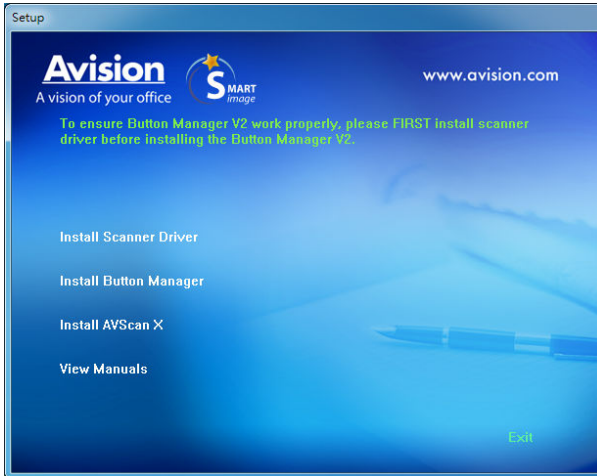 Setup
Avision
A vision of your office
SMART
image
www.avision.com
To ensure Button Manager V2 work properly, please FIRST install scanner
driver before installing the Button Manager V2.
Install Scanner Driver
Install Button Manager
Install AVScan X
View Manuals
Exit